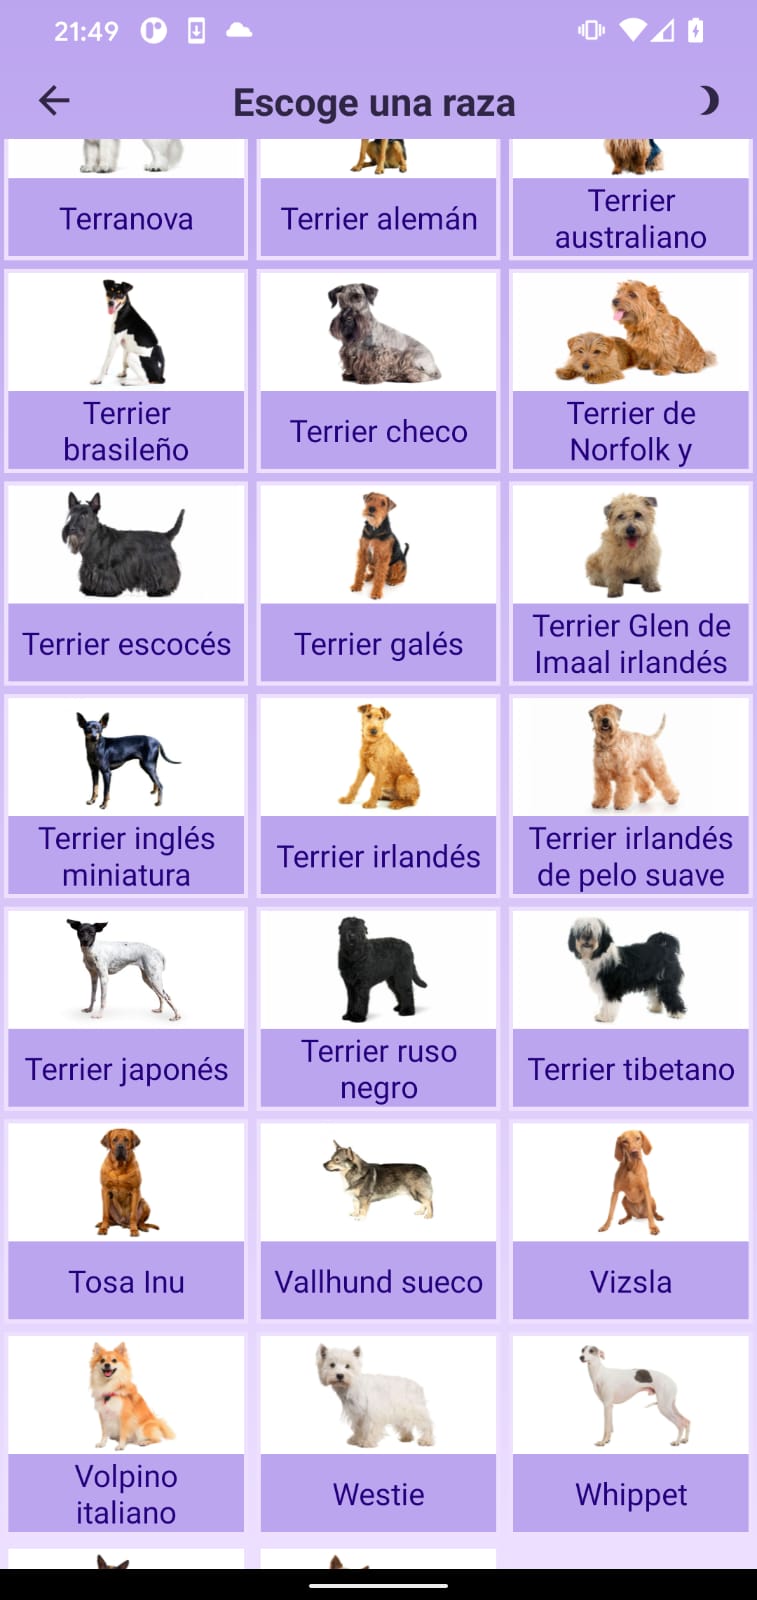 21:49
Escoge una raza
Terranova
Terrier alemán
Terrier
australiano
Terrier
brasileño
Terrier checo
Terrier de
Norfolk y
Terrier escocés
Terrier galés
Terrier Glen de
Imaal irlandés
Terrier inglés
miniatura
Terrier irlandés
Terrier irlandés
de pelo suave
Terrier japonés
Terrier ruso
negro
Terrier tibetano
Tosa Inu
Vallhund sueco
Vizsla
Volpino
italiano
Westie
Whippet